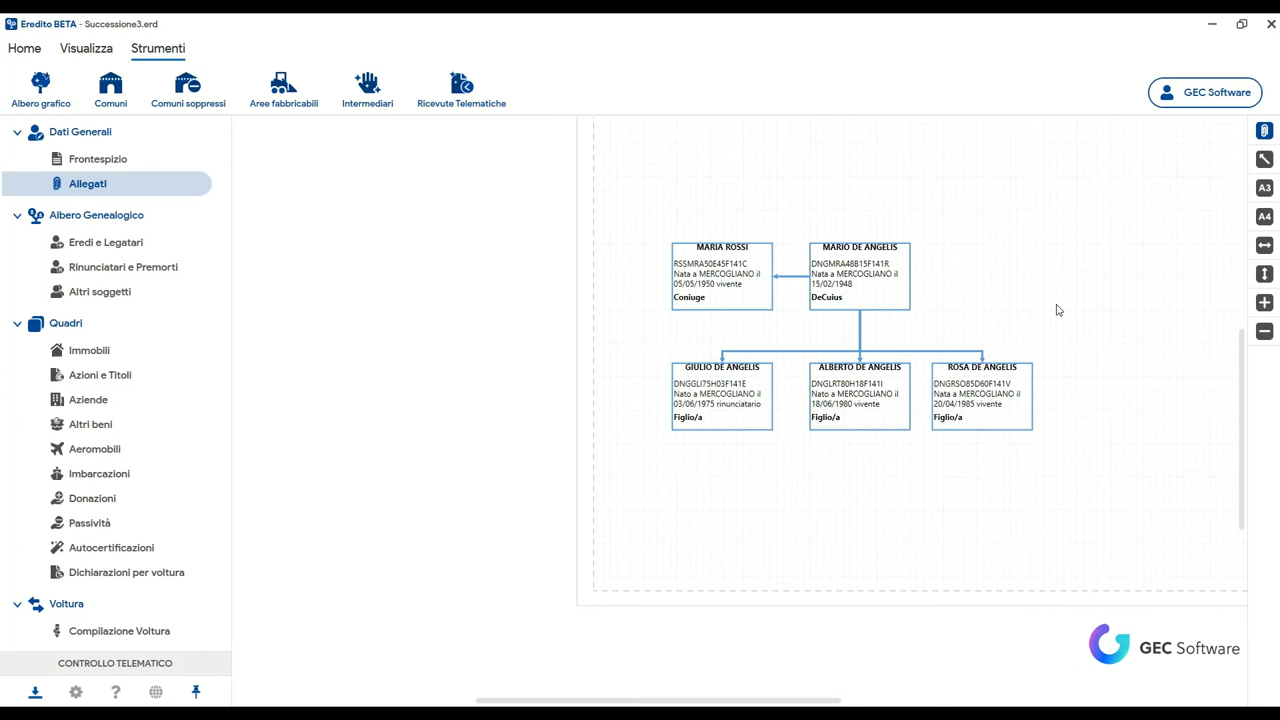 Eredito BETA - Successione3.erd
Home Visualizza Strumenti
Albero grafico Comuni Comuni soppressi Aree fabbricabili Intermediari Ricevute Telematiche
GEC Software
Dati Generali
Frontespizio
Allegati
Albero Genealogico
Eredi e Legatari
Rinunciatari e Premorti
Altri soggetti
Quadri
Immobili
Azioni e Titoli
Aziende
Altri beni
Aeromobili
Imbarcazioni
Donazioni
Passività
Autocertificazioni
Dichiarazioni per voltura
Voltura
Compilazione Voltura
CONTROLLO TELEMATICO
?
MARIA ROSSI
RSSMRA50E45F141C
Nata a MERCOGLIANO il
05/05/1950 vivente
Coniuge
MARIO DE ANGELIS
DNGMRA48B15F141R
Nata a MERCOGLIANO il
15/02/1948
DeCuius
GIULIO DE ANGELIS
DNGGLI75H03F141E
Nato a MERCOGLIANO il
03/06/1975 rinunciatario
Figlio/a
ALBERTO DE ANGELIS
DNGLRT80H18F141I
Nato a MERCOGLIANO il
18/06/1980 vivente
Figlio/a
ROSA DE ANGELIS
DNGRSO85D60F141V
Nata a MERCOGLIANO il
20/04/1985 vivente
Figlio/a
A3
A4
GEC Software